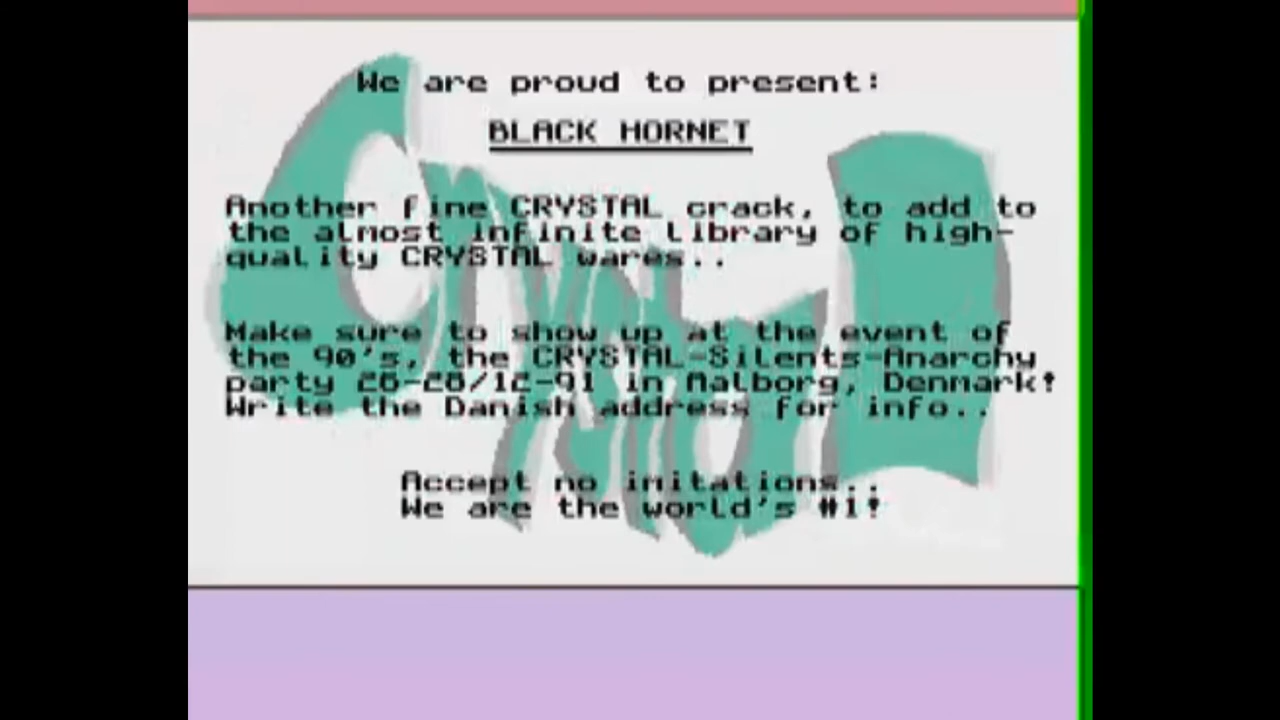 We are proud to present:
BLACK HORNET
Another fine CRYSTAL crack, to add to
the almost infinite library of high-
quality CRYSTAL wares..
Make sure to show up at the event of
the 90's, the CRYSTAL-Silents-Anarchy
party 26-28/12-91 in Aalborg, Denmark!
Write the Danish address for info..
Accept no imitations..
We are the world's #1!
Crystal